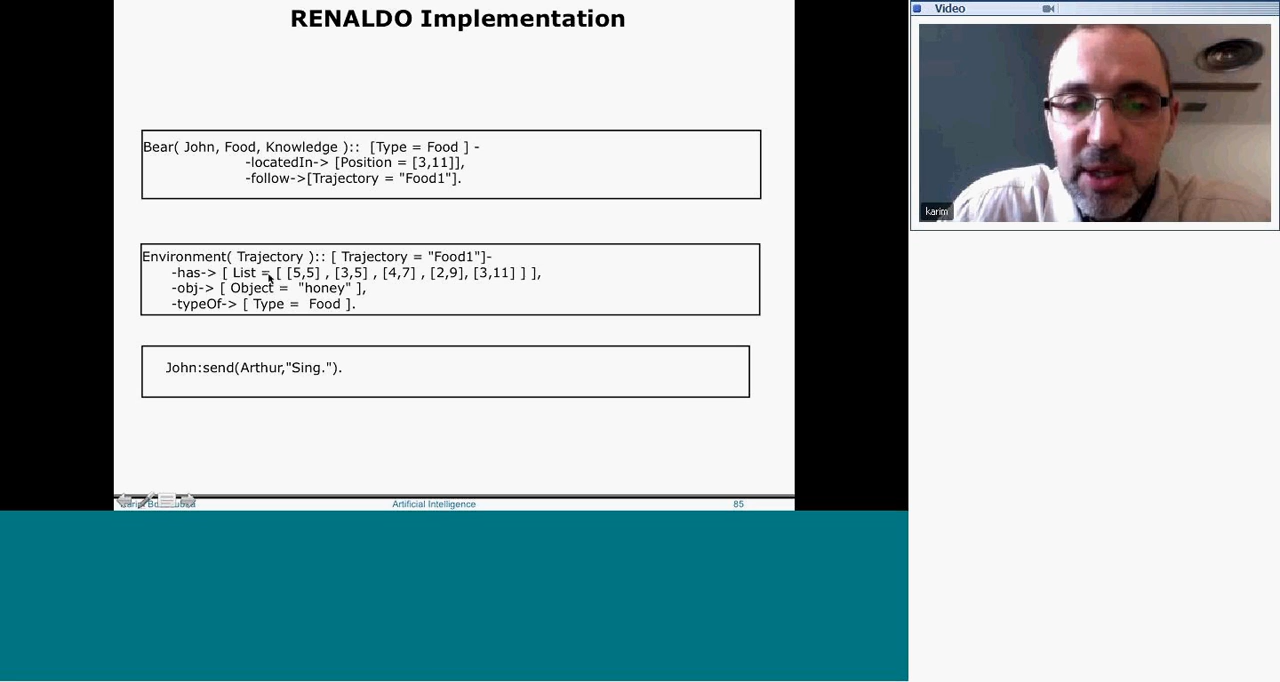 RENALDO Implementation
Video
Bear( John, Food, Knowledge ):: [Type = Food ] -
-locatedIn-> [Position = [3,11]],
-follow->[Trajectory = "Food1"].
karim
Environment( Trajectory ):: [ Trajectory = "Food1"]-
-has-> [ List = [ [5,5] , [3,5] , [4,7] , [2,9], [3,11] ] ],
-obj-> [ Object = "honey" ],
-typeOf-> [ Type = Food ].
John:send(Arthur,"Sing.").
Artificial Intelligence
85